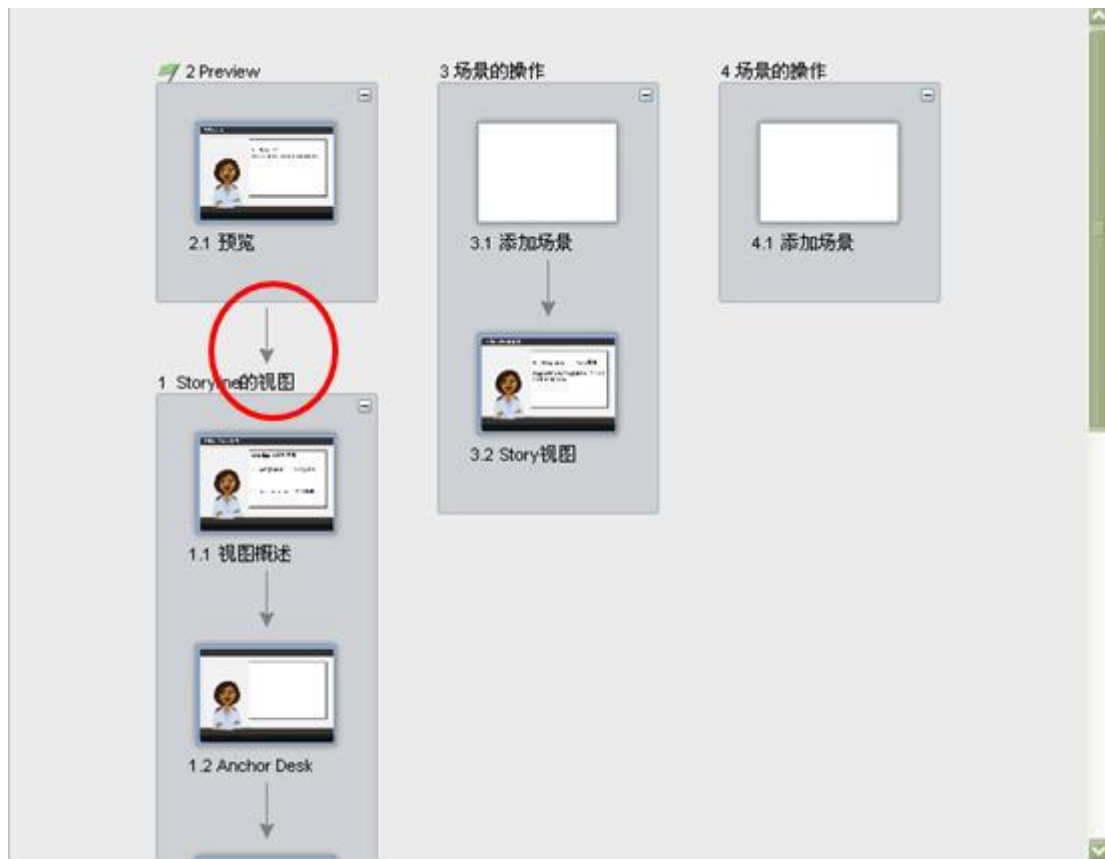 2 Preview
3 场景的操作
4 场景的操作
2.1 预览
3.1 添加场景
4.1 添加场景
1 Storyline的视图
3.2 Story视图
1.1 视图概述
1.2 Anchor Desk